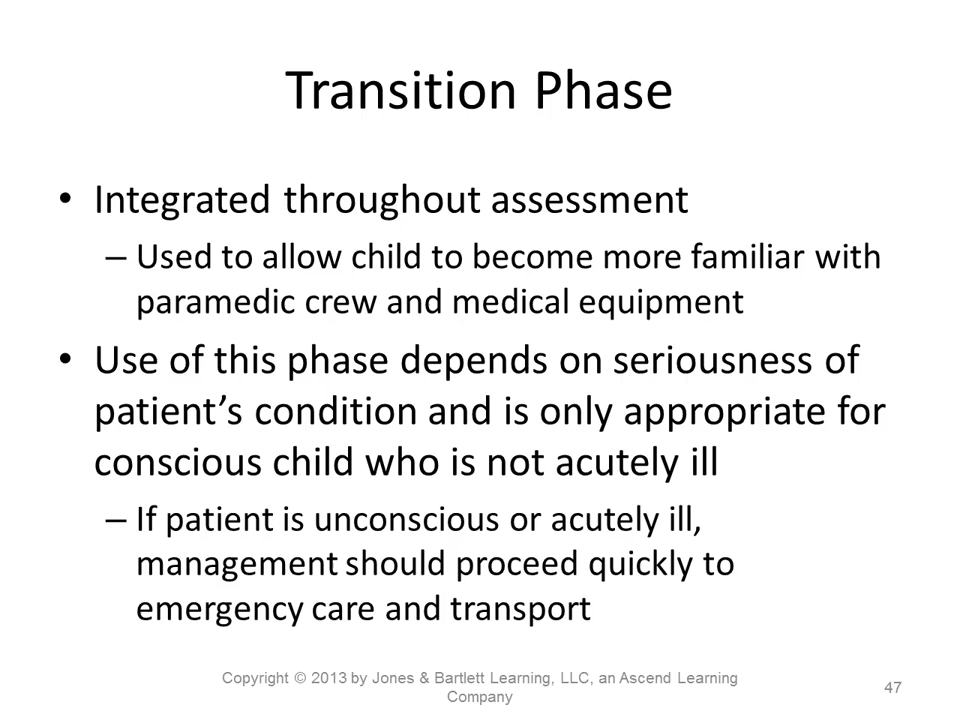 Transition Phase
• Integrated throughout assessment
– Used to allow child to become more familiar with
paramedic crew and medical equipment
• Use of this phase depends on seriousness of
patient’s condition and is only appropriate for
conscious child who is not acutely ill
– If patient is unconscious or acutely ill,
management should proceed quickly to
emergency care and transport
Copyright © 2013 by Jones & Bartlett Learning, LLC, an Ascend Learning
Company
47